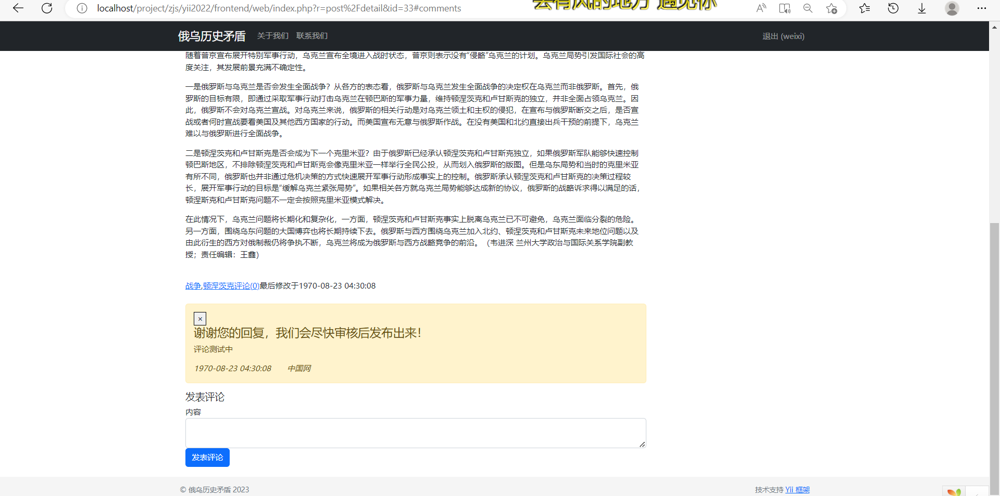 localhost/project/zjs/yii2022/frontend/web/index.php?r=post%2Fdetail&id=33#comments
去有风的地方 遇见你
俄乌历史矛盾 关于我们 联系我们 退出 (weixi)
随着普京宣布展开特别军事行动，乌克兰宣布全境进入战时状态，普京则表示没有“侵略”乌克兰的计划。乌克兰局势引发国际社会的高
度关注，其发展前景充满不确定性。
一是俄罗斯与乌克兰是否会发生全面战争？从各方的表态看，俄罗斯与乌克兰发生全面战争的决定权在乌克兰而非俄罗斯。首先，俄
罗斯的目标有限，即通过采取军事行动打击乌克兰在顿巴斯的军事力量，维持顿涅茨克和卢甘斯克的独立，并非全面占领乌克兰。因
此，俄罗斯不会对乌克兰宣战。对乌克兰来说，俄罗斯的相关行动是对乌克兰领土和主权的侵犯，在宣布与俄罗斯断交之后，是否宣
战或者何时宣战要看美国及其他西方国家的行动。而美国宣布无意与俄罗斯作战。在没有美国和北约直接出兵干预的前提下，乌克兰
难以与俄罗斯进行全面战争。
二是顿涅茨克和卢甘斯克是否会成为下一个克里米亚？由于俄罗斯已经承认顿涅茨克和卢甘斯克独立，如果俄罗斯军队能够快速控制
顿巴斯地区，不排除顿涅茨克和卢甘斯克会像克里米亚一样举行全民公投，从而划入俄罗斯的版图。但是乌东局势和当时的克里米亚
有所不同，俄罗斯也并非通过危机决策的方式快速展开军事行动形成事实上的控制。俄罗斯承认顿涅茨克和卢甘斯克的决策过程较
长，展开军事行动的目标是“缓解乌克兰紧张局势”。如果相关各方就乌克兰局势能够达成新的协议，俄罗斯的战略诉求得以满足的话，
顿涅斯克和卢甘斯克问题不一定会按照克里米亚模式解决。
在此情况下，乌克兰问题将长期化和复杂化，一方面，顿涅茨克和卢甘斯克事实上脱离乌克兰已不可避免，乌克兰面临分裂的危险。
另一方面，围绕乌东问题的大国博弈也将长期持续下去。俄罗斯与西方围绕乌克兰加入北约、顿涅茨克和卢甘斯克未来地位问题以及
由此衍生的西方对俄制裁仍将争执不断，乌克兰将成为俄罗斯与西方战略竞争的前沿。（韦进深 兰州大学政治与国际关系学院副教
授；责任编辑：王鑫)
战争,顿涅茨克评论(0)最后修改于1970-08-23 04:30:08
×
谢谢您的回复，我们会尽快审核后发布出来！
评论测试中
1970-08-23 04:30:08 中国网
发表评论
内容
发表评论
© 俄乌历史矛盾 2023 技术支持 Yii 框架